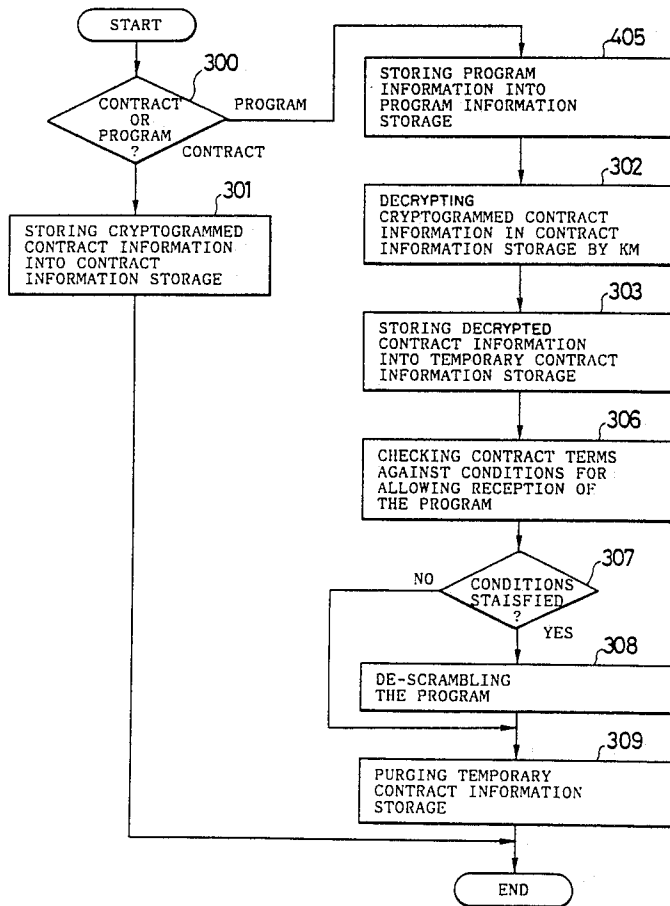 START
300
CONTRACT
OR
PROGRAM
?
PROGRAM
CONTRACT
301
STORING CRYPTOGRAMMED
CONTRACT INFORMATION
INTO CONTRACT
INFORMATION STORAGE
405
STORING PROGRAM
INFORMATION INTO
PROGRAM INFORMATION
STORAGE
302
DECRYPTING
CRYPTOGRAMMED CONTRACT
INFORMATION IN CONTRACT
INFORMATION STORAGE BY KM
303
STORING DECRYPTED
CONTRACT INFORMATION
INTO TEMPORARY CONTRACT
INFORMATION STORAGE
306
CHECKING CONTRACT TERMS
AGAINST CONDITIONS FOR
ALLOWING RECEPTION OF
THE PROGRAM
307
NO
CONDITIONS
STAISFIED
?
YES
308
DE-SCRAMBLING
THE PROGRAM
309
PURGING TEMPORARY
CONTRACT INFORMATION
STORAGE
END